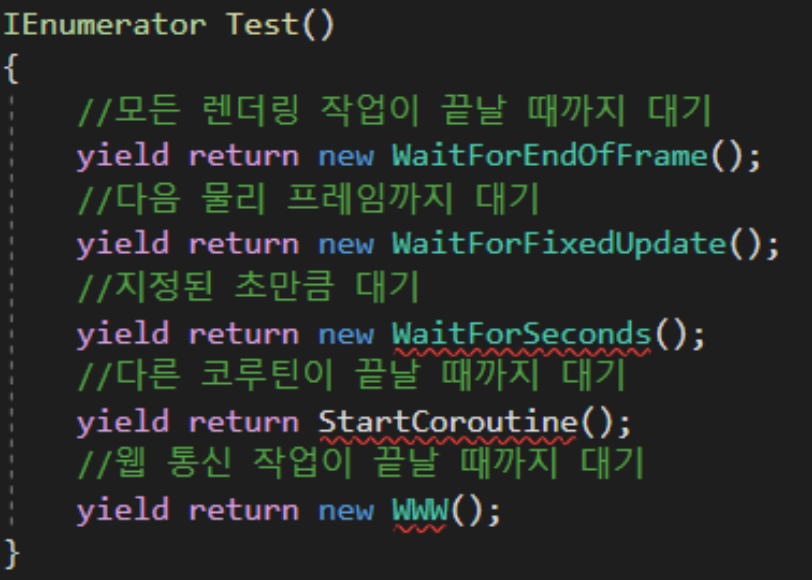 IEnumerator Test()
{
//모든 렌더링 작업이 끝날 때까지 대기
yield return new WaitForEndOfFrame();
//다음 물리 프레임까지 대기
yield return new WaitForFixedUpdate();
//지정된 초만큼 대기
yield return new WaitForSeconds();
//다른 코루틴이 끝날 때까지 대기
yield return StartCoroutine();
//웹 통신 작업이 끝날 때까지 대기
yield return new WWW();
}